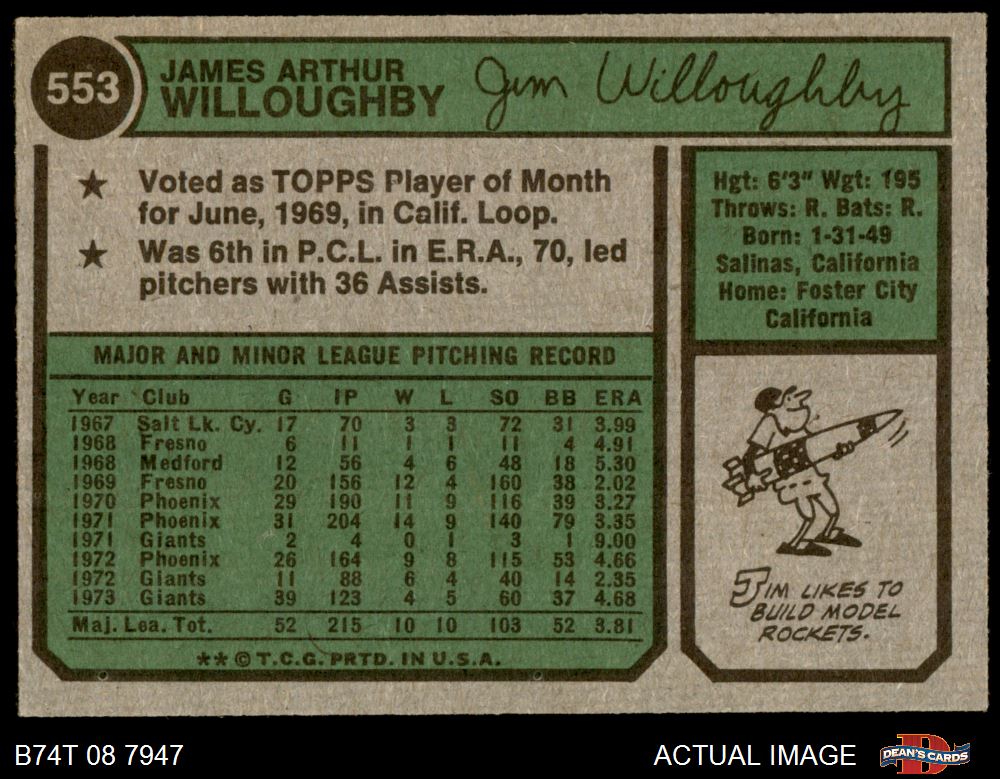 553
JAMES ARTHUR
WILLOUGHBY
Jim Willoughby
★ Voted as TOPPS Player of Month
for June, 1969, in Calif. Loop.
★ Was 6th in P.C.L. in E.R.A., 70, led
pitchers with 36 Assists.
Hgt: 6'3" Wgt: 195
Throws: R. Bats: R.
Born: 1-31-49
Salinas, California
Home: Foster City
California
MAJOR AND MINOR LEAGUE PITCHING RECORD
Year Club G IP W L SO BB ERA
1967 Salt Lk. Cy. 17 70 3 3 72 31 3.99
1968 Fresno 6 11 1 1 11 4 4.91
1968 Medford 12 56 4 6 48 18 5.30
1969 Fresno 20 156 12 4 160 38 2.02
1970 Phoenix 29 190 11 9 116 39 3.27
1971 Phoenix 31 204 14 9 140 79 3.35
1971 Giants 2 4 0 1 3 1 9.00
1972 Phoenix 26 164 9 8 115 53 4.66
1972 Giants 11 88 6 4 40 14 2.35
1973 Giants 39 123 4 5 60 37 4.68
Maj. Lea. Tot. 52 215 10 10 103 52 3.81
** © T.C.G. PRTD. IN U.S.A.
JIM LIKES TO
BUILD MODEL
ROCKETS.
B74T 08 7947
ACTUAL IMAGE
DEAN'S CARDS